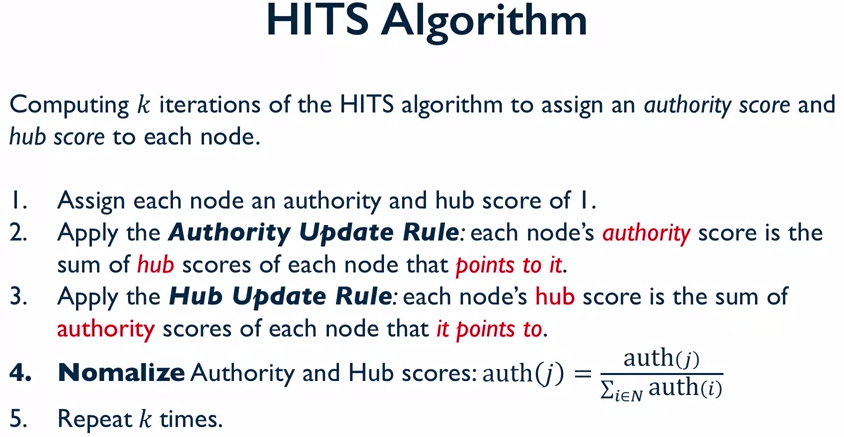 HITS Algorithm
Computing k iterations of the HITS algorithm to assign an authority score and
hub score to each node.
1. Assign each node an authority and hub score of 1.
2. Apply the Authority Update Rule: each node's authority score is the
sum of hub scores of each node that points to it.
3. Apply the Hub Update Rule: each node's hub score is the sum of
authority scores of each node that it points to.
4. Nomalize Authority and Hub scores: auth(j) = auth(j) / ∑i∈N auth(i)
5. Repeat k times.